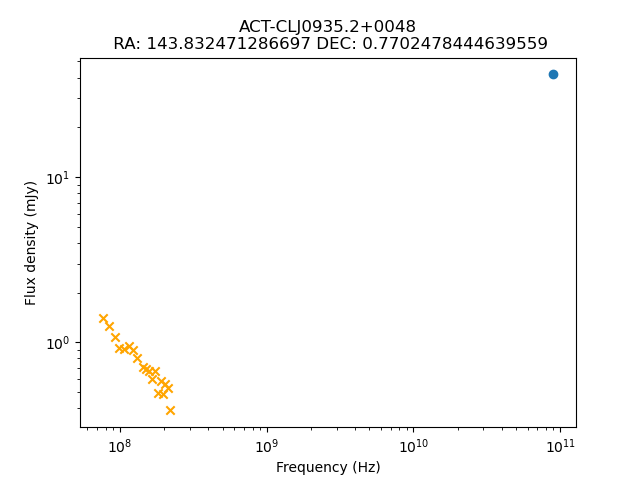 ACT-CLJ0935.2+0048
RA: 143.832471286697 DEC: 0.7702478444639559
Flux density (mJy)
10¹
10⁰
10⁸
10⁹
10¹⁰
10¹¹
Frequency (Hz)